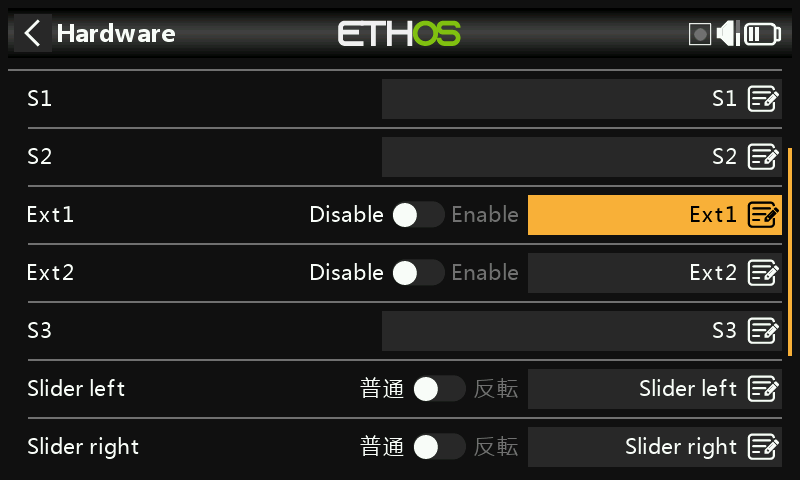 Hardware ETHOS
S1 S1
S2 S2
Ext1 Disable Enable Ext1
Ext2 Disable Enable Ext2
S3 S3
Slider left 普通 反転 Slider left
Slider right 普通 反転 Slider right